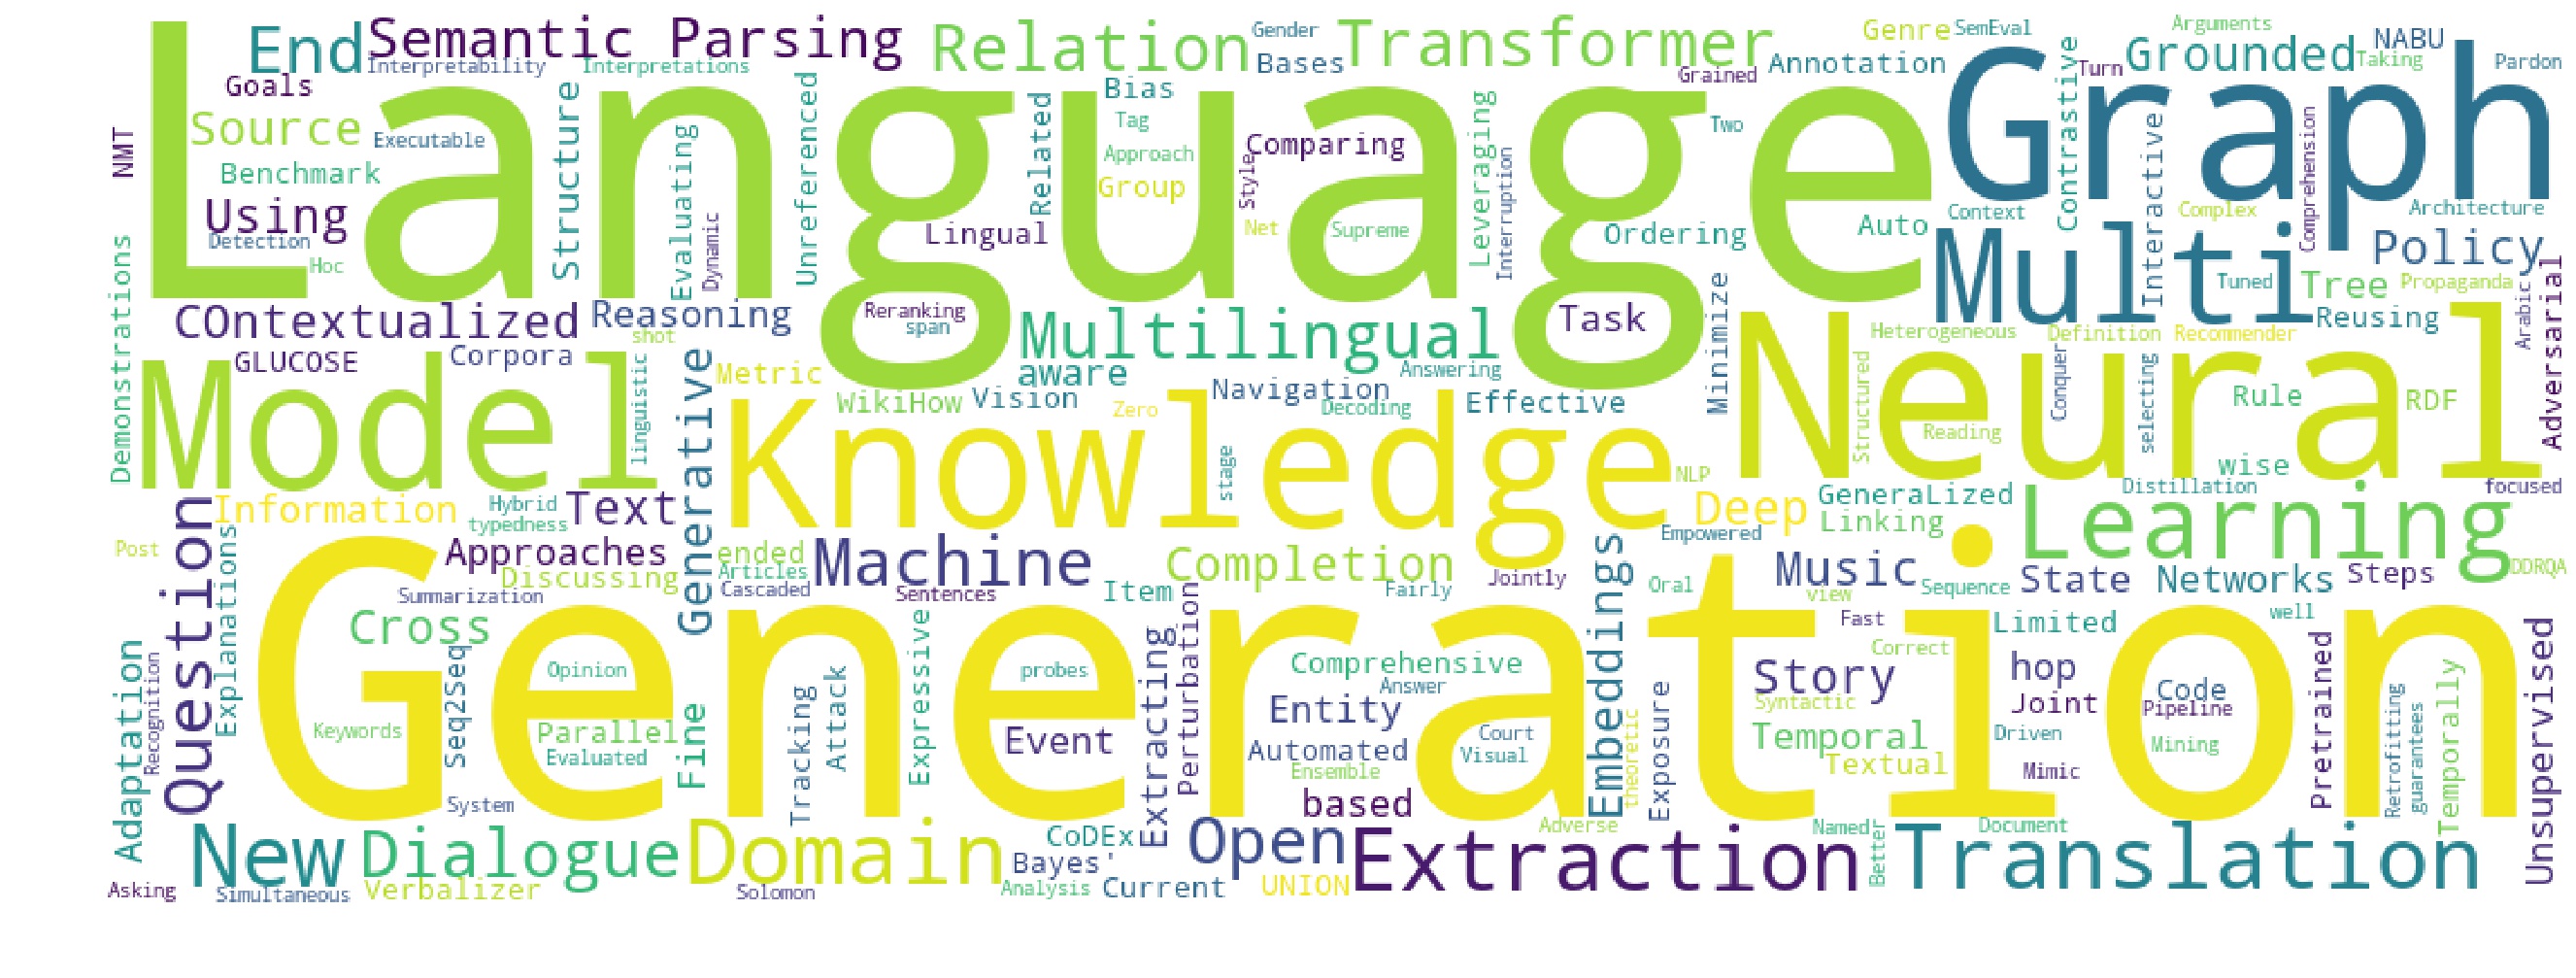 Language
Generation
Graph
Neural
Knowledge
Model
Multi
Learning
Translation
Extraction
Domain
Dialogue
Open
New
Question
Machine
Transformer
Relation
Semantic Parsing
End
Multilingual
Completion
Cross
Story
Music
Deep
Text
Information
Generative
Embeddings
COntextualized
Reasoning
Source
Using
Structure
Grounded
Policy
Tree
Annotation
Genre
SemEval
Arguments
NABU
Taking
Pardon
Turn
Contrastive
Gender
Bases
Grained
Interpretability
Interpretations
Goals
Executable
NMT
Benchmark
Detection
Hoc
Evaluating
Dynamic
Unreferenced
Related
Bias
Tag
Approach
Group
Lingual
Comparing
Style
Net
Supreme
Leveraging
Interruption
Two
Ordering
Auto
Context
Interactive
Complex
Comprehension
Architecture
Tuned
Propaganda
Reusing
Arabic
Adversarial
Heterogeneous
Definition
Recommender
Conquer
selecting
Structured
Reading
Rule
RDF
wise
Distillation
focused
Demonstrations
GLUCOSE
Corpora
shot
linguistic
Metric
Reranking
span
Task
Minimize
aware
WikiHow
Vision
Zero
Navigation
Decoding
Answering
Effective
stage
NLP
GeneraLized
Linking
Empowered
Hybrid
typedness
Post
Explanations
Approaches
Discussing
Summarization
ended
Articles
Cascaded
Sentences
Item
Fairly
Jointly
Oral
view
Sequence
State
Networks
Steps
DDRQA
Fast
Limited
well
Correct
Adaptation
Recognition
Seq2Seq
Opinion
Keywords
Parallel
Evaluated
System
Fine
Tracking
Attack
Expressive
probes
Event
Extracting
Perturbation
Comprehensive
Answer
Entity
Automated
Ensemble
Court
Visual
based
theoretic
Exposure
Syntactic
Temporal
Textual
hop
Joint
Driven
Mimic
Code
Pipeline
Mining
Pretrained
Retrofitting
guarantees
Temporally
Unsupervised
Asking
Simultaneous
Verbalizer
Solomon
CoDEx
Bayes'
Analysis
Current
UNION
Adverse
Named
Better
Document